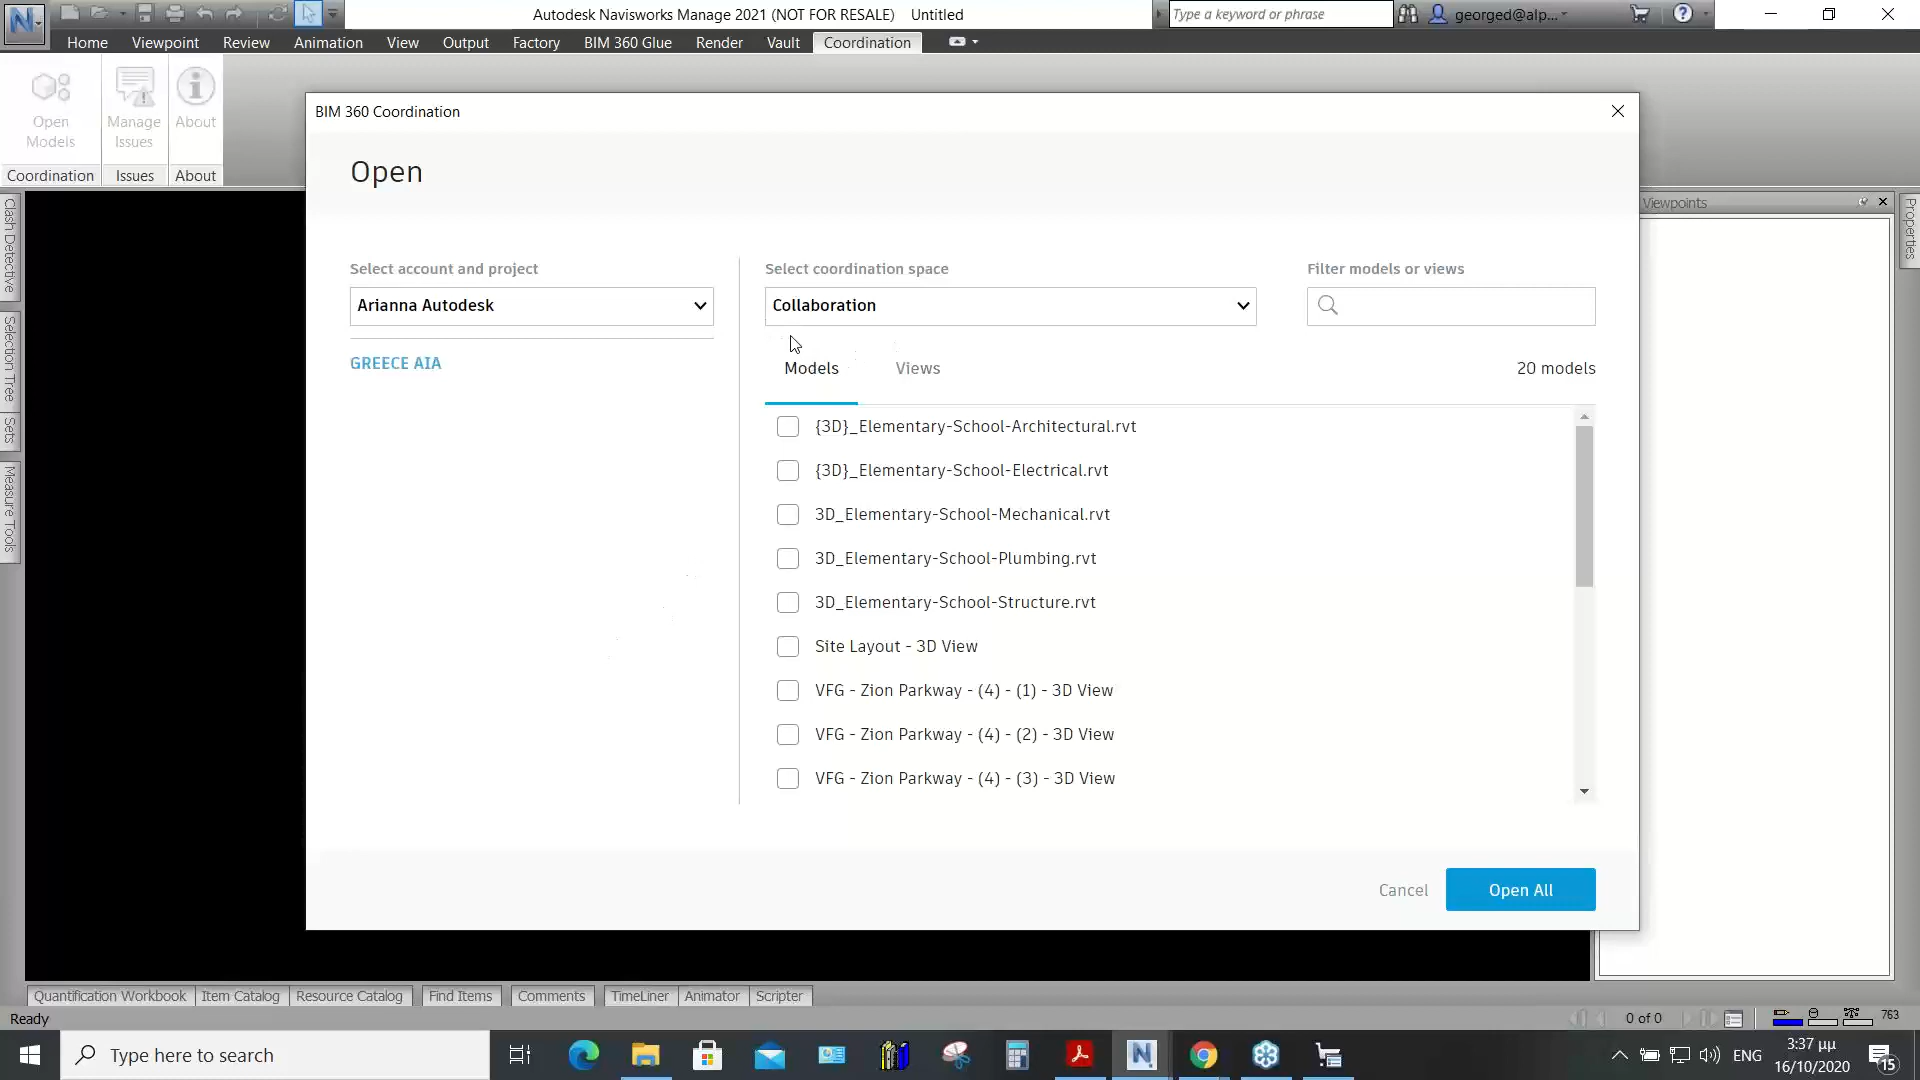 Autodesk Navisworks Manage 2021 (NOT FOR RESALE) Untitled
Type a keyword or phrase
georged@alp...
Home Viewpoint Review Animation View Output Factory BIM 360 Glue Render Vault Coordination
Open Models
Manage Issues
About
Coordination Issues About
BIM 360 Coordination
Open
Select account and project
Arianna Autodesk
GREECE AIA
Select coordination space
Collaboration
Filter models or views
Models Views 20 models
{3D}_Elementary-School-Architectural.rvt
{3D}_Elementary-School-Electrical.rvt
3D_Elementary-School-Mechanical.rvt
3D_Elementary-School-Plumbing.rvt
3D_Elementary-School-Structure.rvt
Site Layout - 3D View
VFG - Zion Parkway - (4) - (1) - 3D View
VFG - Zion Parkway - (4) - (2) - 3D View
VFG - Zion Parkway - (4) - (3) - 3D View
Cancel Open All
Clash Detective
Selection Tree
Sets
Measure Tools
Viewpoints
Properties
Quantification Workbook Item Catalog Resource Catalog Find Items Comments TimeLiner Animator Scripter
Ready
0 of 0
763
Type here to search
ENG
3:37 μμ
16/10/2020
15